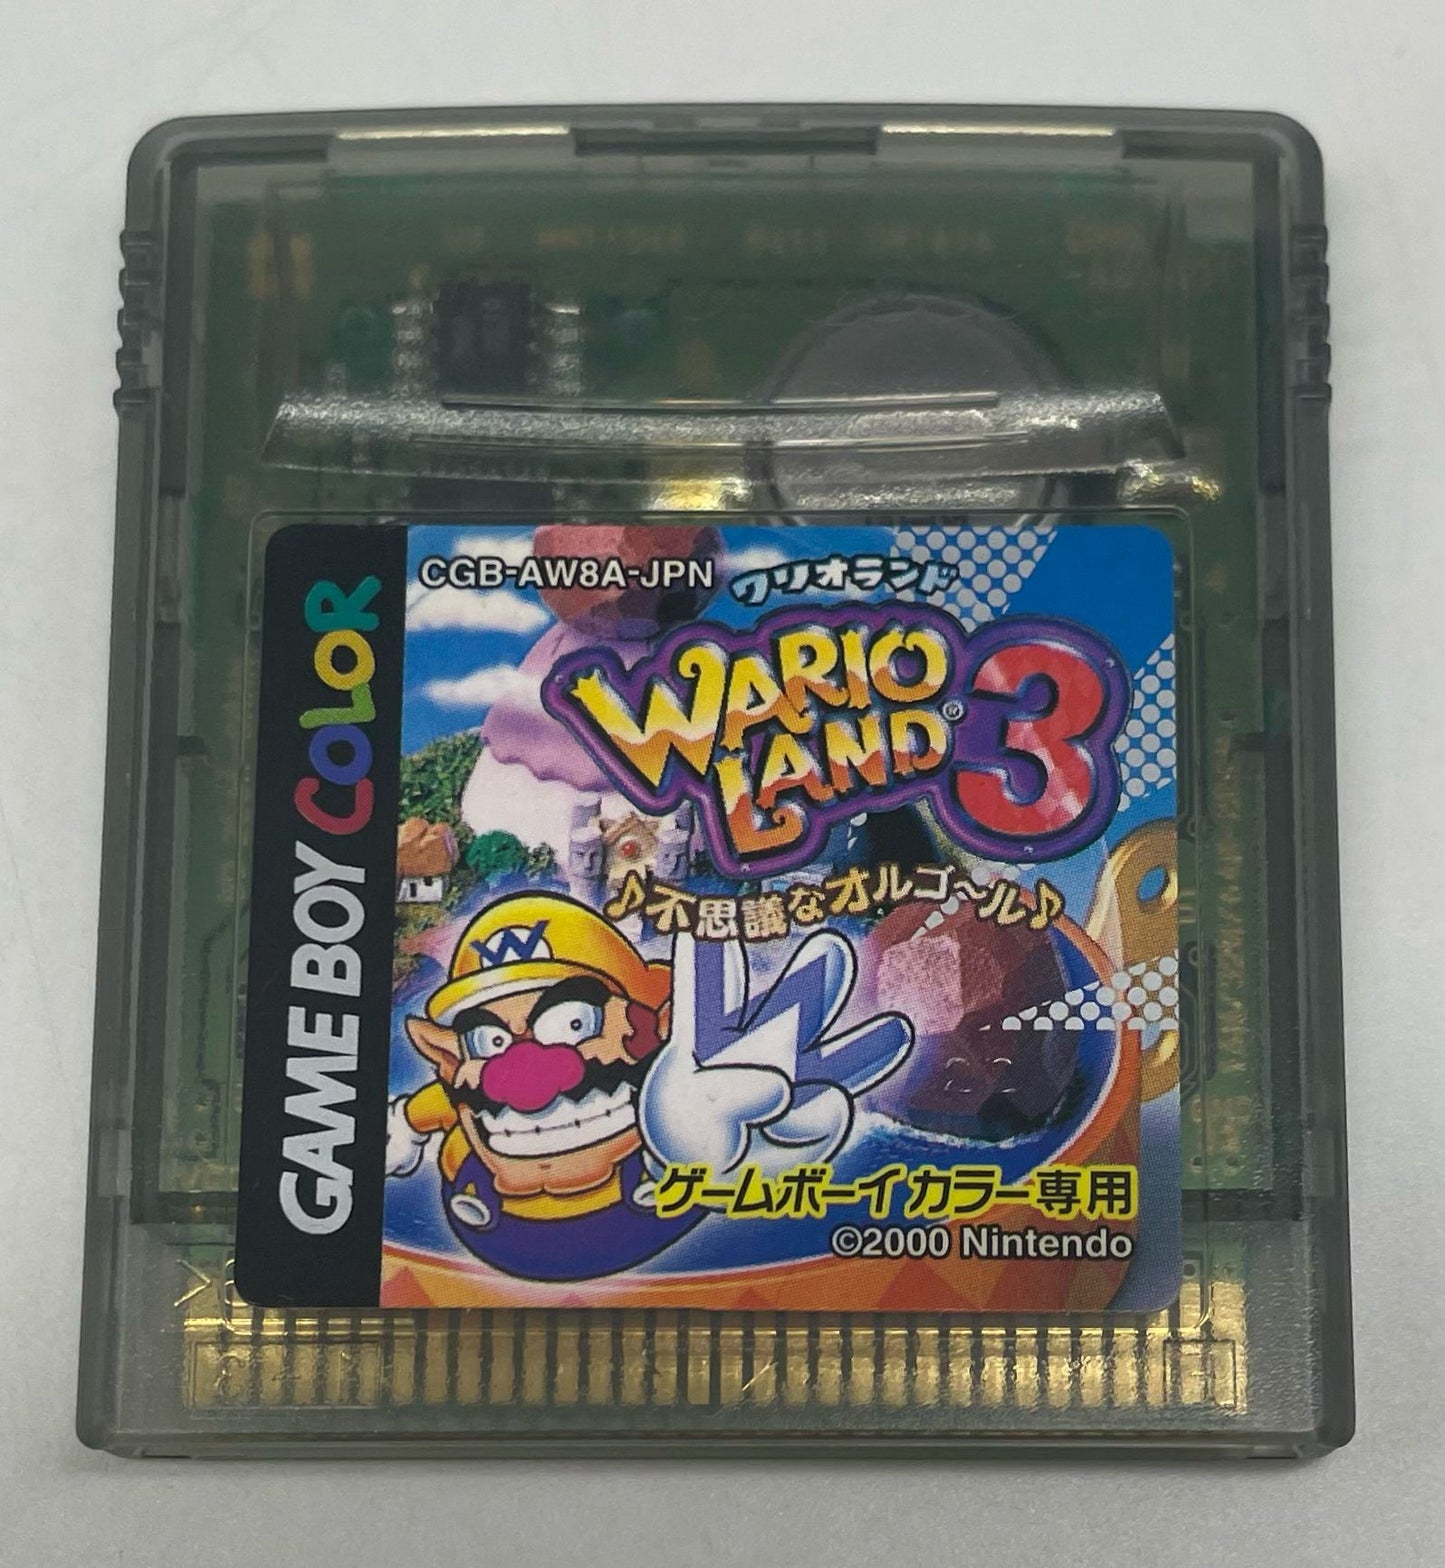 GAME BOY COLOR
CGB-AW8A-JPN
ワリオランド
WARIO
LAND® 3
♪不思議なオルゴ〜ル♪
W
ゲームボーイカラー専用
©2000 Nintendo